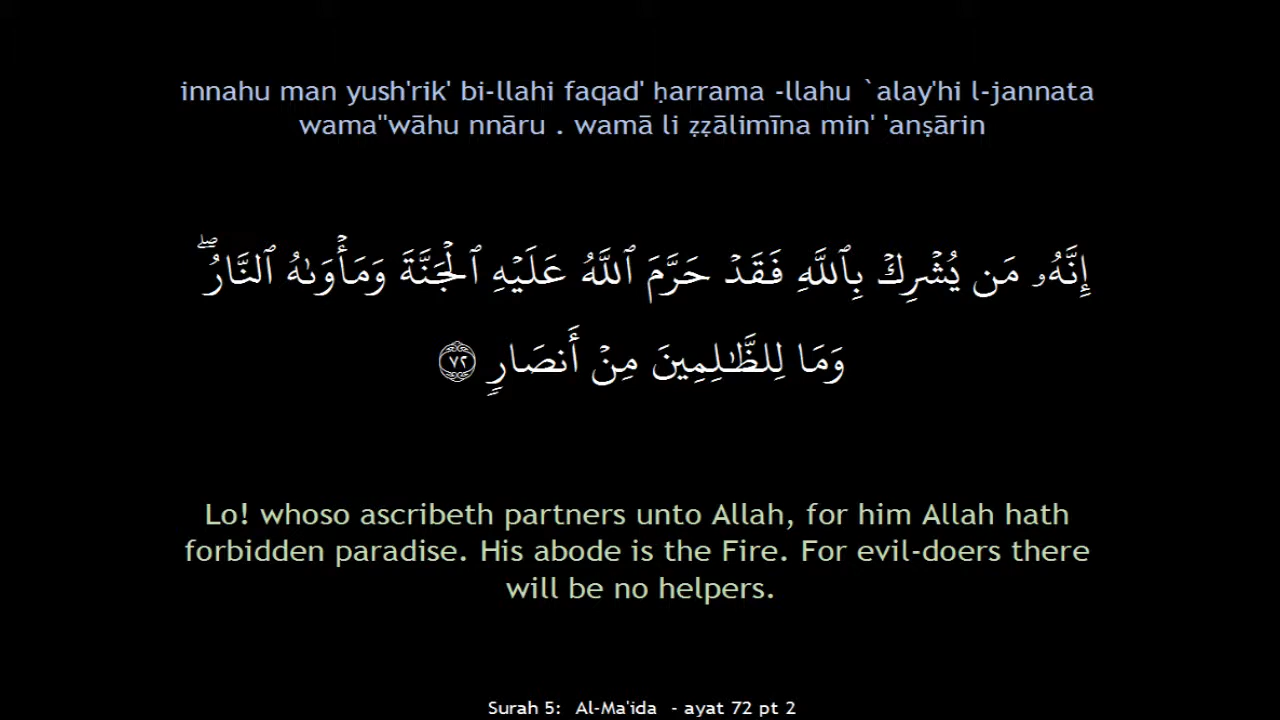 innahu man yush'rik' bi-llahi faqad' ḥarrama -llahu `alay'hi l-jannata
wama"wāhu nnāru . wamā li ẓẓālimīna min' 'anṣārin
إِنَّهُۥ مَن يُشْرِكْ بِٱللَّهِ فَقَدْ حَرَّمَ ٱللَّهُ عَلَيْهِ ٱلْجَنَّةَ وَمَأْوَىٰهُ ٱلنَّارُ ۖ
وَمَا لِلظَّـٰلِمِينَ مِنْ أَنصَارٍ ٧٢
Lo! whoso ascribeth partners unto Allah, for him Allah hath
forbidden paradise. His abode is the Fire. For evil-doers there
will be no helpers.
Surah 5: Al-Ma'ida - ayat 72 pt 2